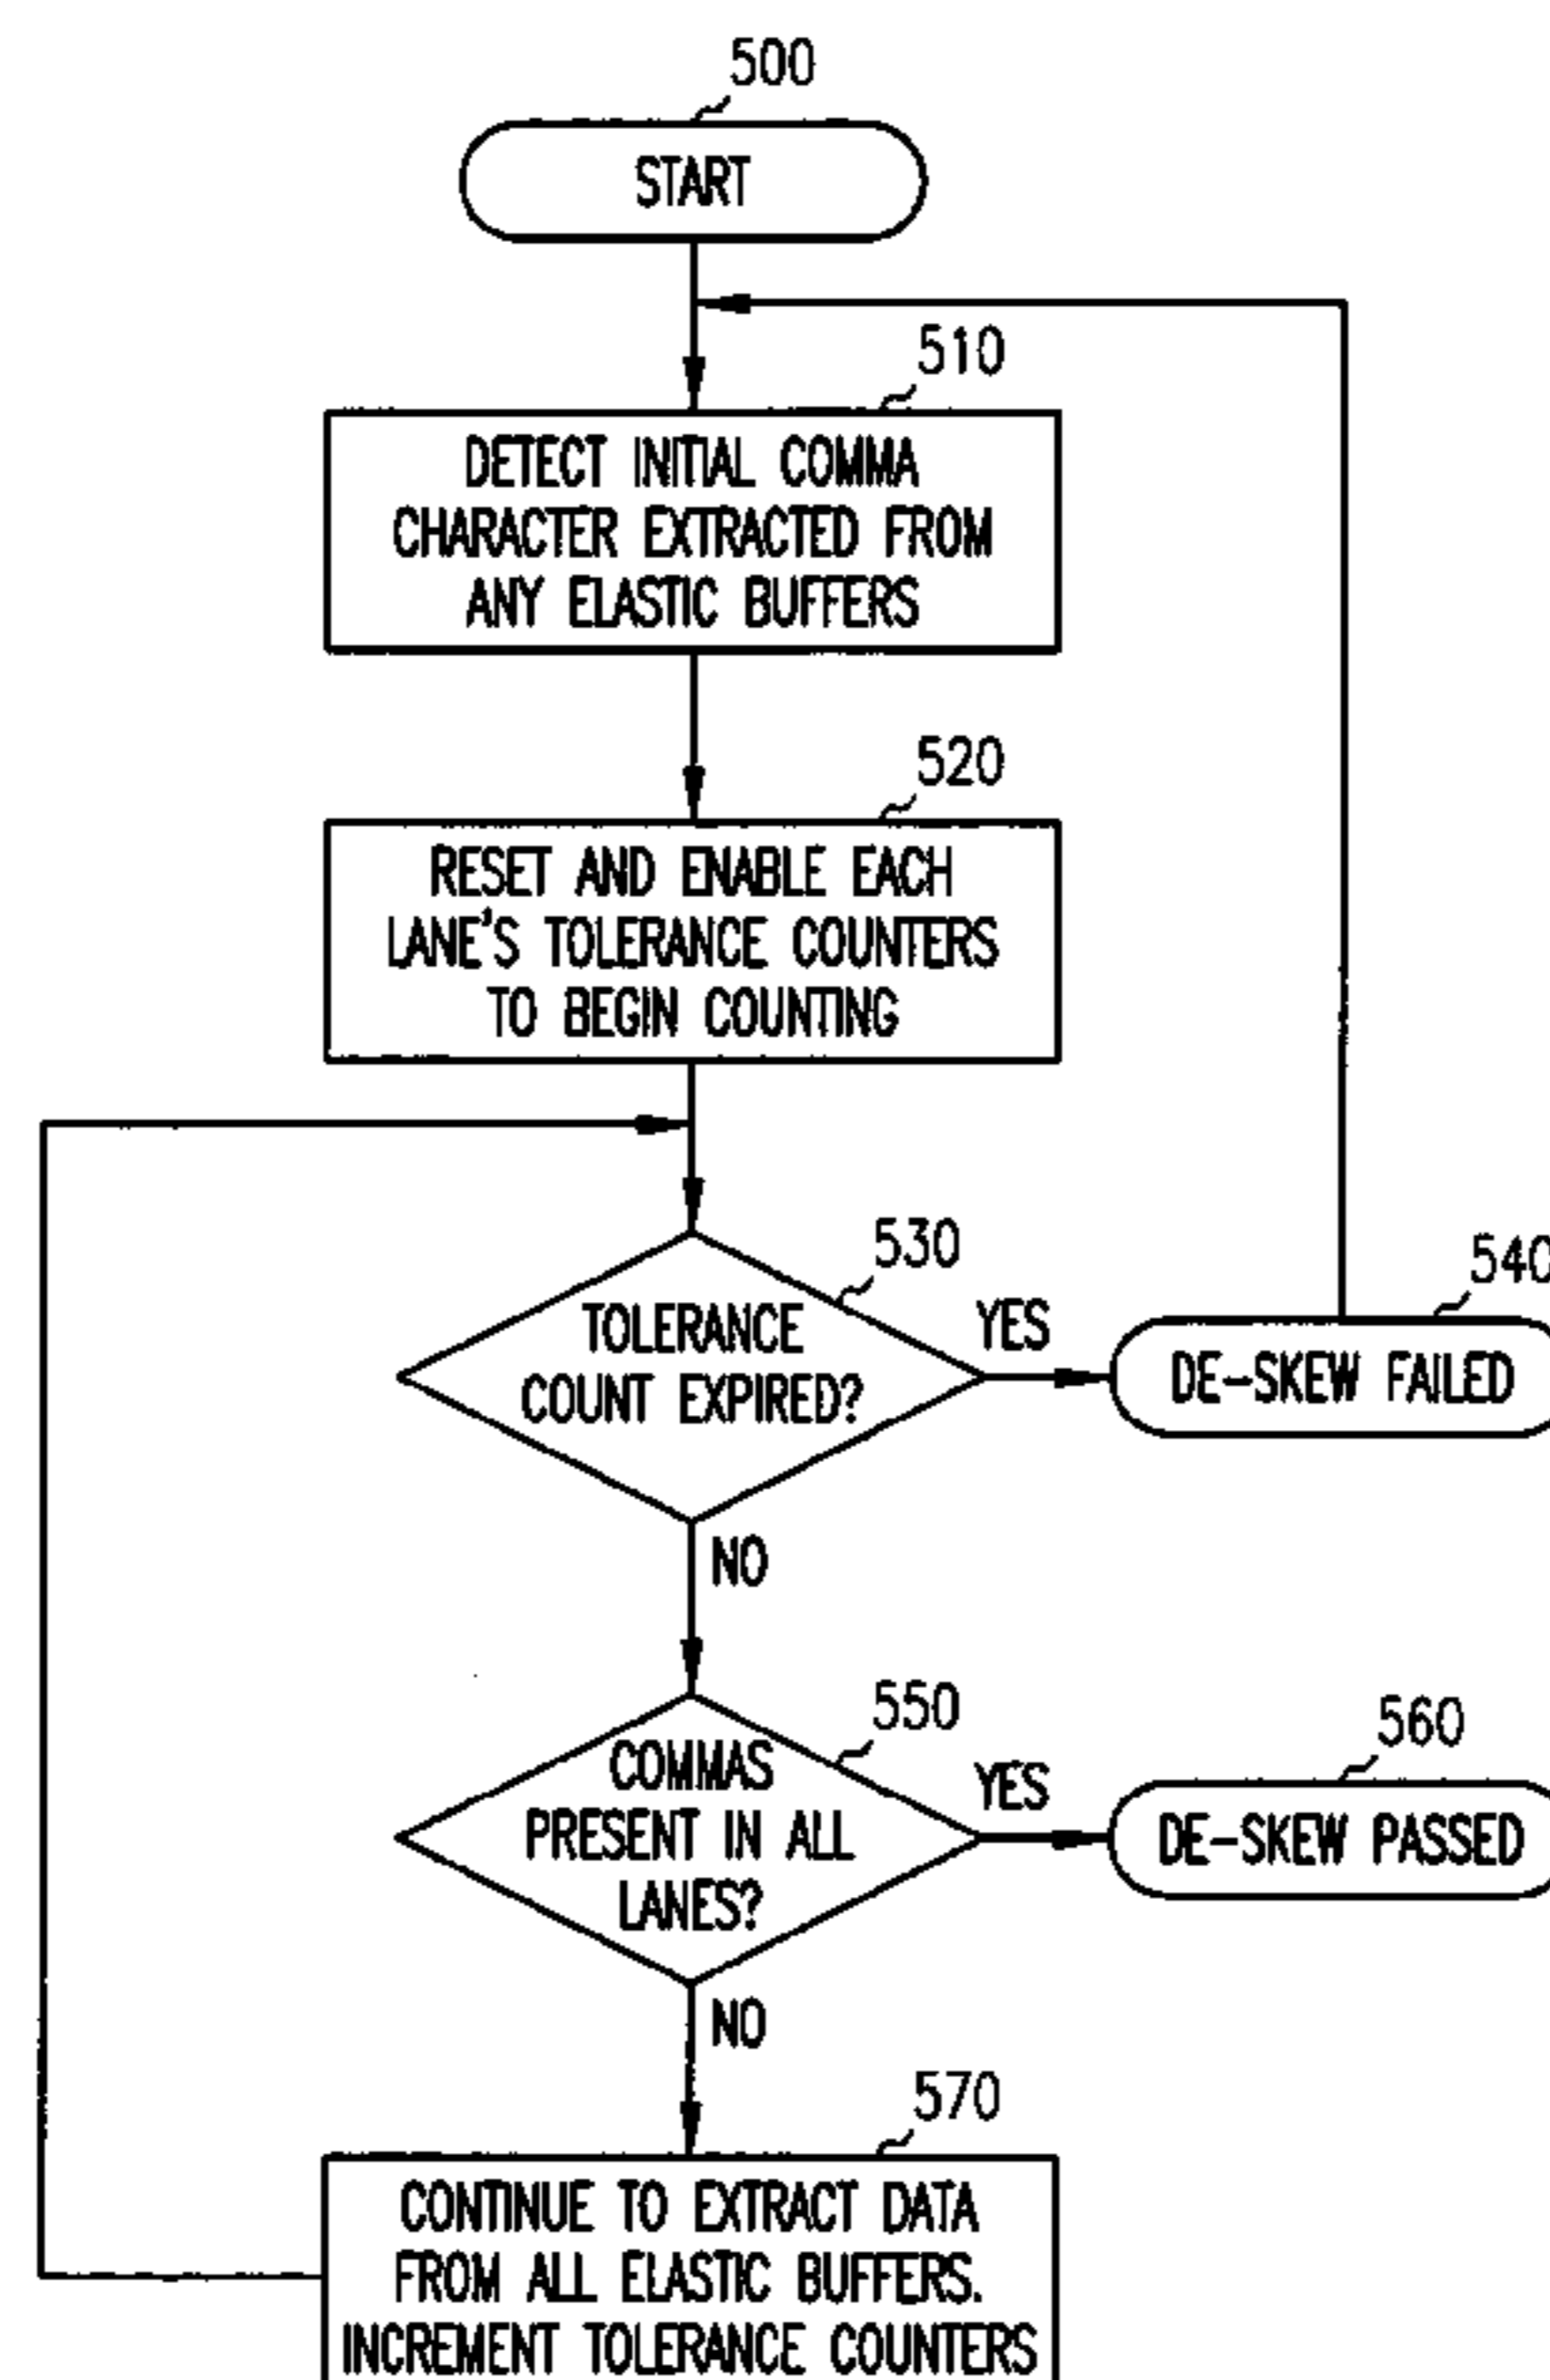 500
START
510
DETECT INITIAL COMMA
CHARACTER EXTRACTED FROM
ANY ELASTIC BUFFERS
520
RESET AND ENABLE EACH
LANE'S TOLERANCE COUNTERS
TO BEGIN COUNTING
530
TOLERANCE
COUNT EXPIRED?
YES
540
DE-SKEW FAILED
NO
550
COMMAS
PRESENT IN ALL
LANES?
YES
560
DE-SKEW PASSED
NO
570
CONTINUE TO EXTRACT DATA
FROM ALL ELASTIC BUFFERS.
INCREMENT TOLERANCE COUNTERS